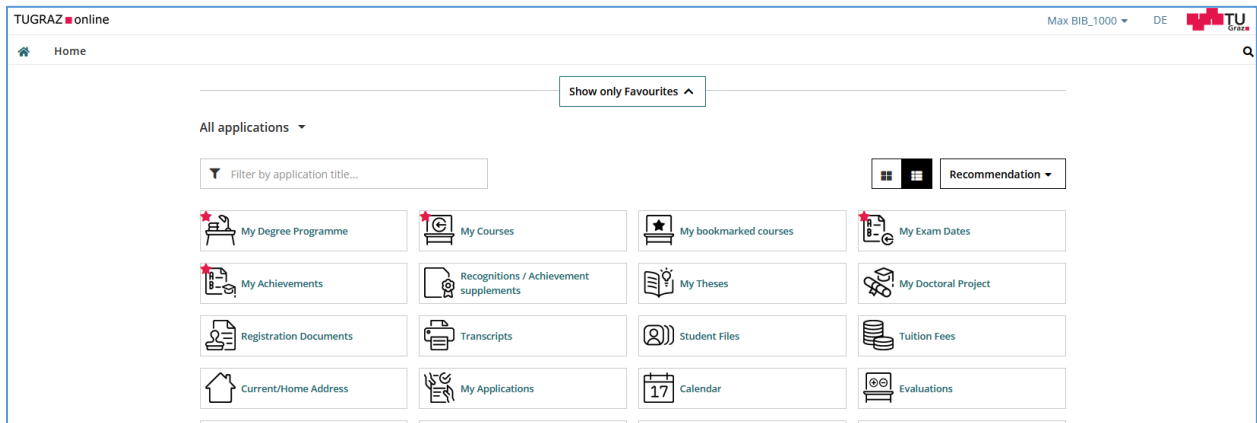 TUGRAZ online
Max BIB_1000
DE
TU
Graz
Home
Show only Favourites
All applications
Filter by application title...
Recommendation
My Degree Programme
My Courses
My bookmarked courses
My Exam Dates
My Achievements
Recognitions / Achievement
supplements
My Theses
My Doctoral Project
Registration Documents
Transcripts
Student Files
Tuition Fees
Current/Home Address
My Applications
17
Calendar
Evaluations